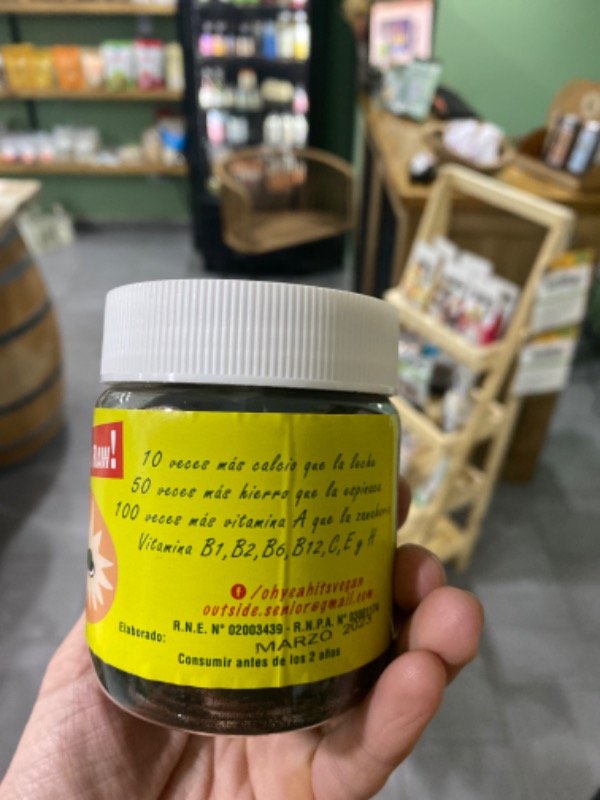 RAW!
10 veces más calcio que la leche
50 veces más hierro que la espinaca
100 veces más vitamina A que la zanahoria
Vitamina B1,B2,B6,B12,C,E y H
/ohyeahitsvegan
outside.senior@gmail.com
R.N.E. N° 02003439 - R.N.P.A. N°
Elaborado: MARZO 2023
Consumir antes de los 2 años